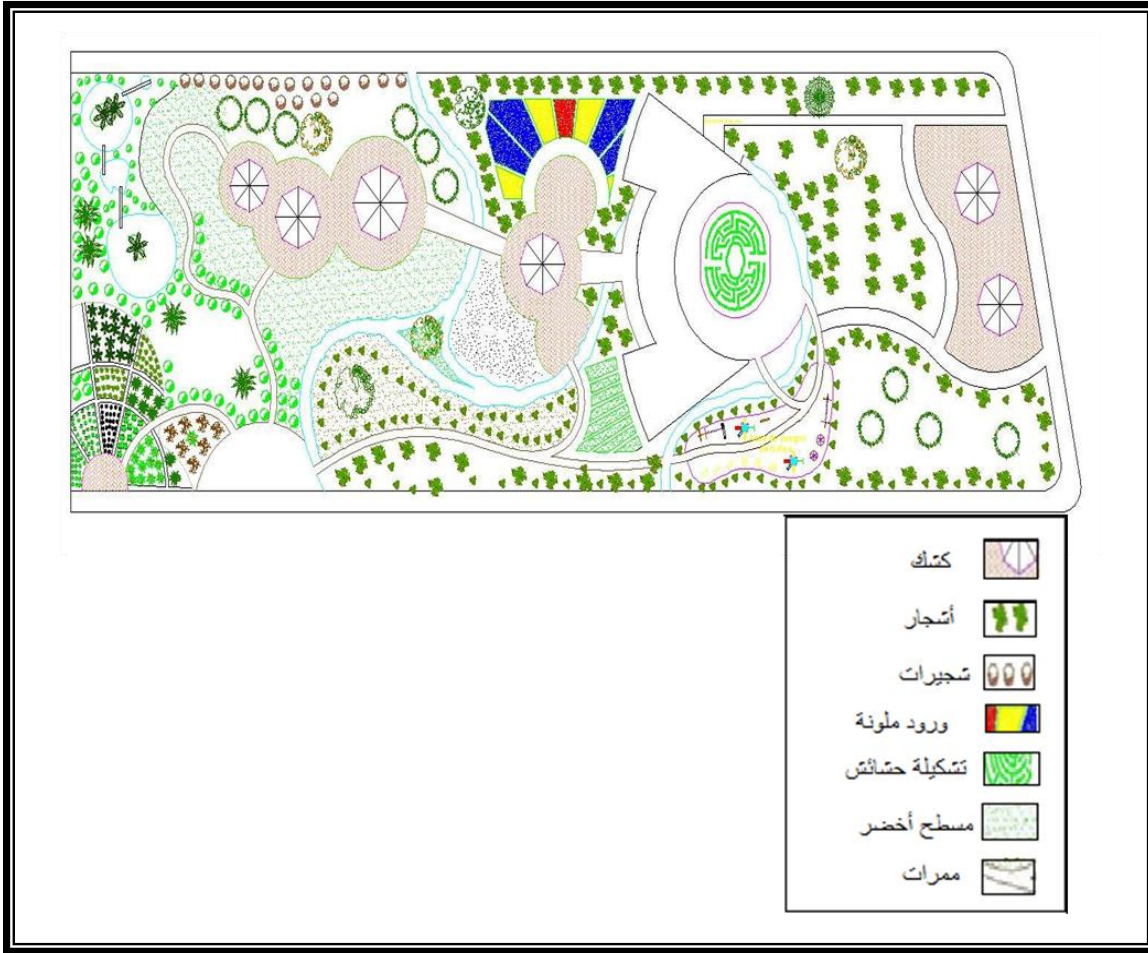 كشك
أشجار
شجيرات
ورود ملونة
تشكيلة حشائش
مسطح أخضر
ممرات